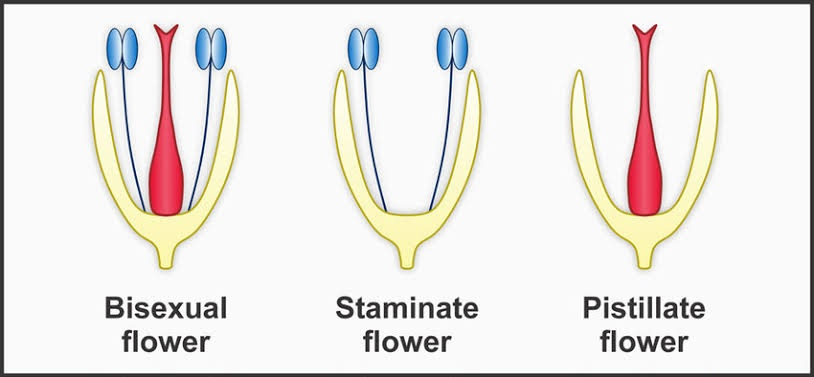 Bisexual
flower
Staminate
flower
Pistillate
flower